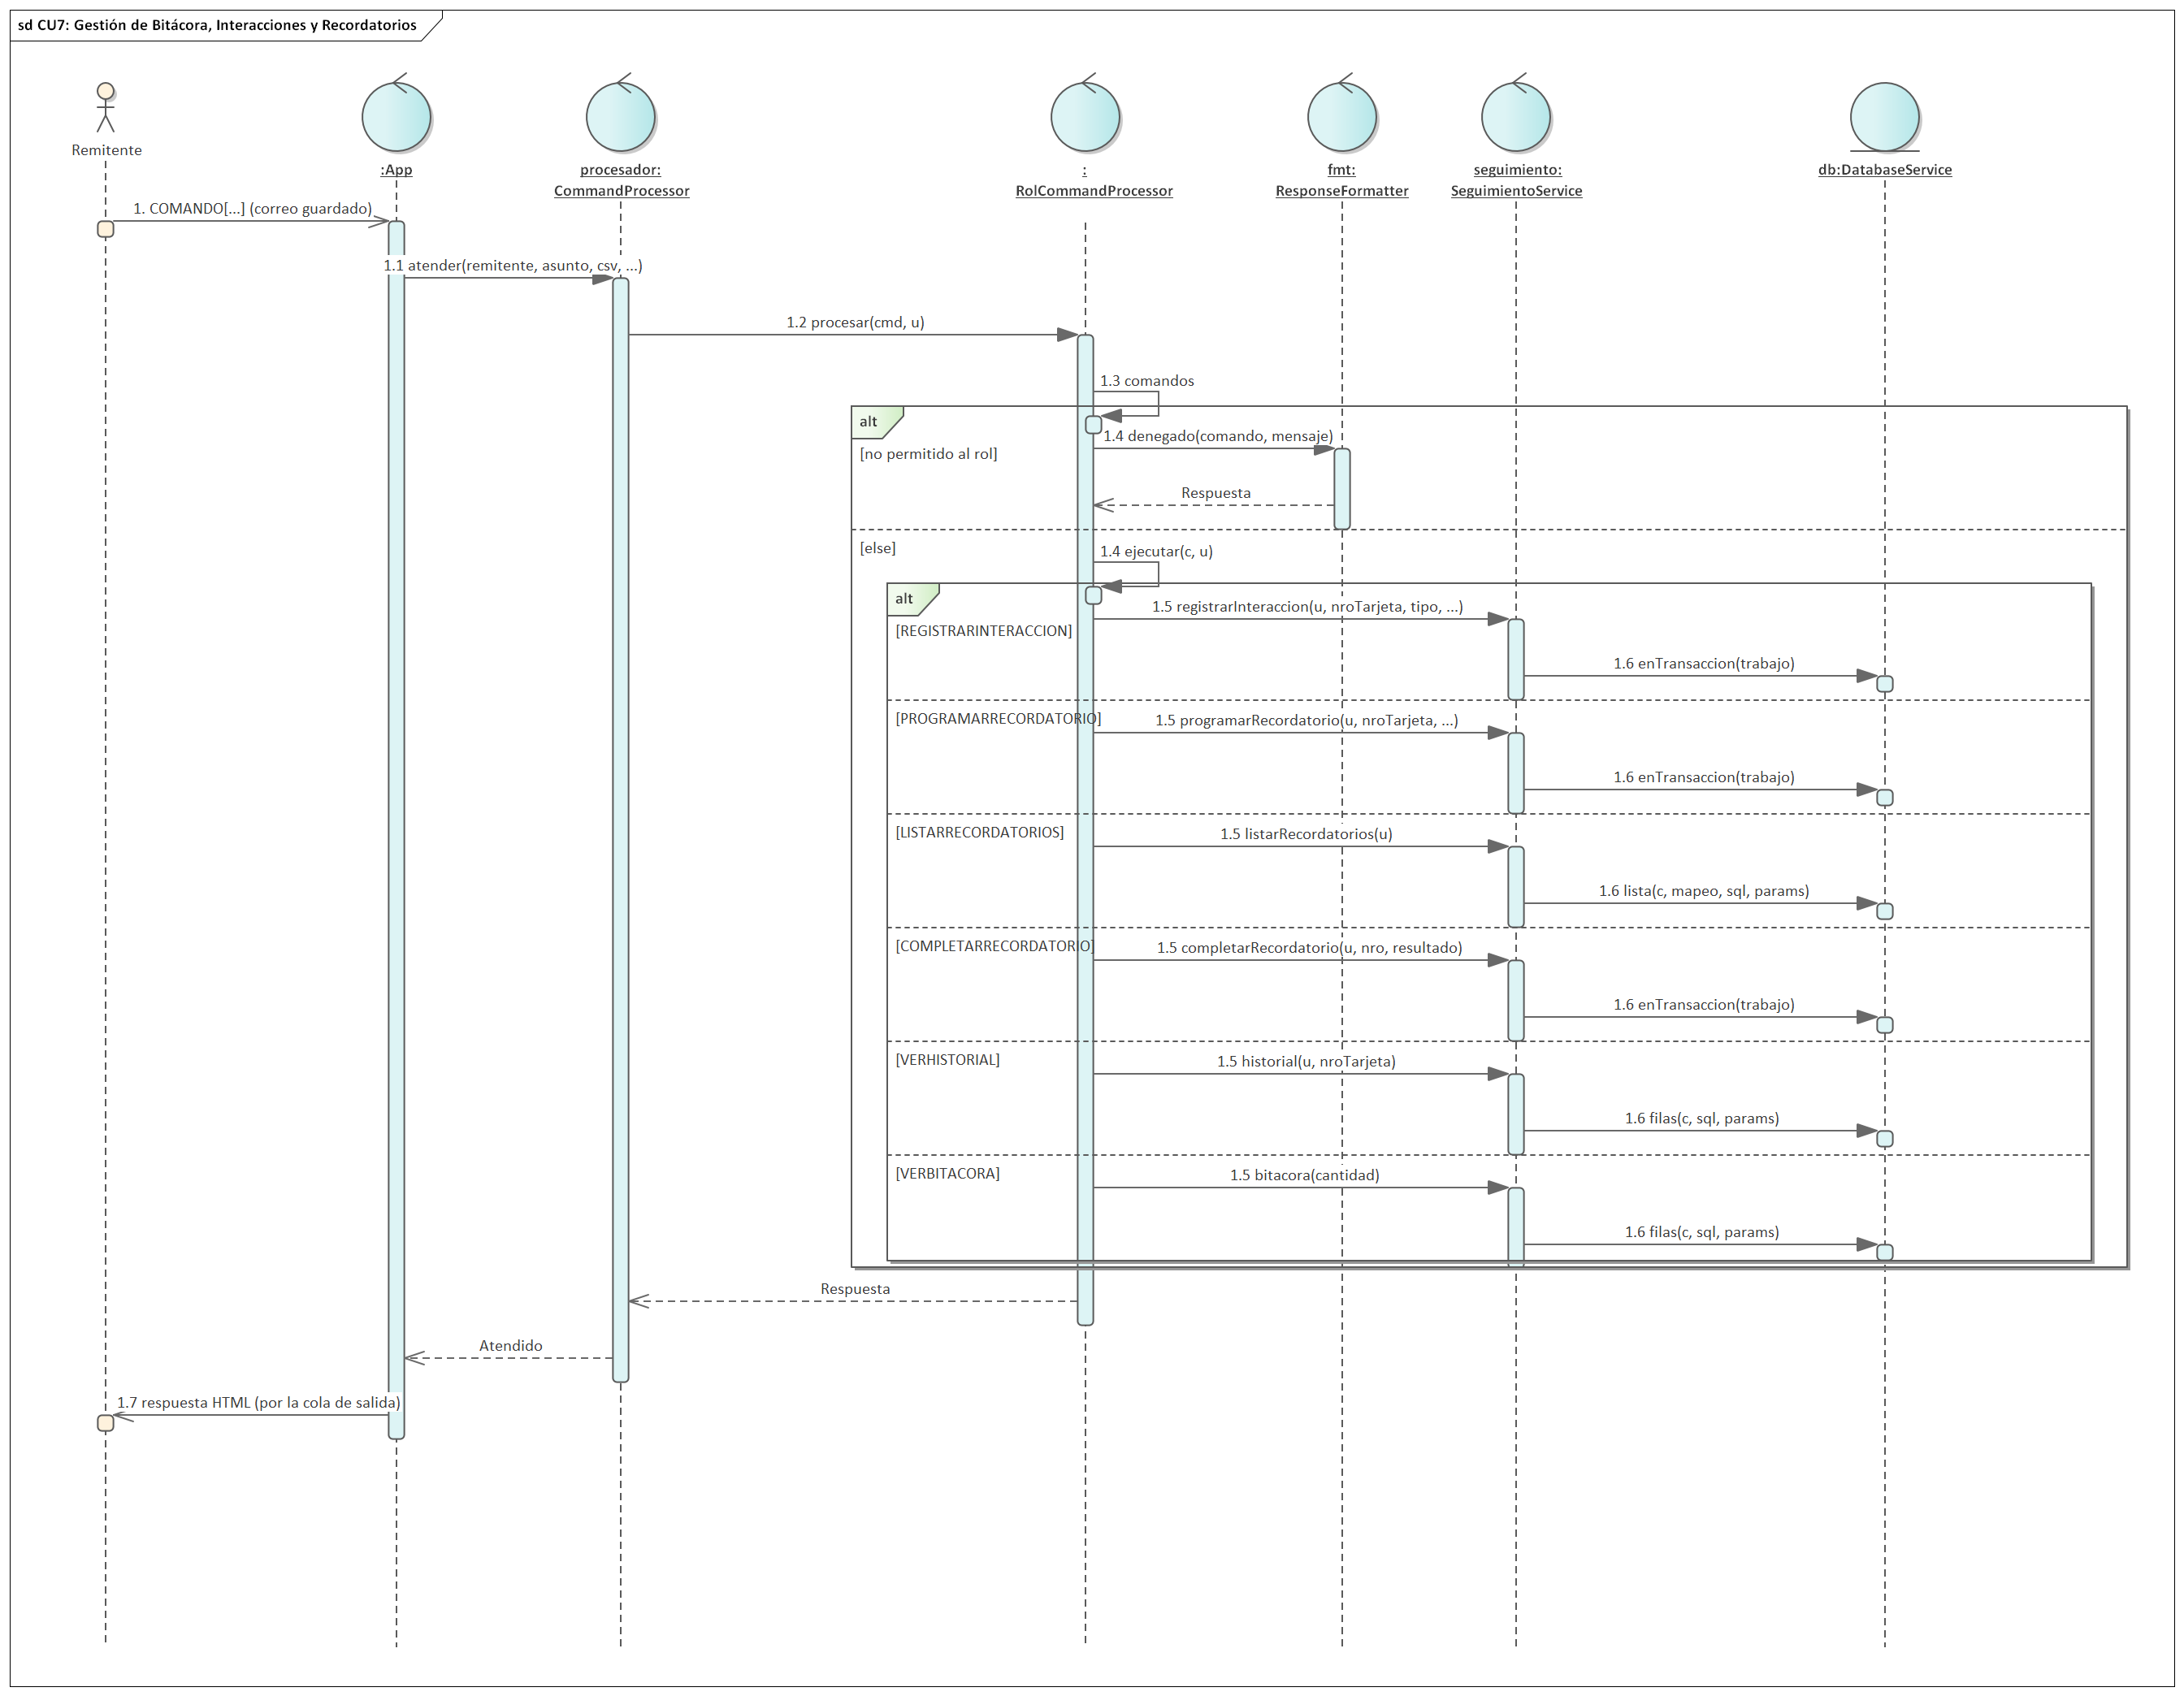 sd CU7: Gestión de Bitácora, Interacciones y Recordatorios
Remitente
:App
procesador:
CommandProcessor
:
RolCommandProcessor
fmt:
ResponseFormatter
seguimiento:
SeguimientoService
db:DatabaseService
1. COMANDO[...] (correo guardado)
1.1 atender(remitente, asunto, csv, ...)
1.2 procesar(cmd, u)
1.3 comandos
alt
1.4 denegado(comando, mensaje)
[no permitido al rol]
Respuesta
[else]
1.4 ejecutar(c, u)
alt
1.5 registrarInteraccion(u, nroTarjeta, tipo, ...)
[REGISTRARINTERACCION]
1.6 enTransaccion(trabajo)
[PROGRAMARRECORDATORIO]
1.5 programarRecordatorio(u, nroTarjeta, ...)
1.6 enTransaccion(trabajo)
[LISTARRECORDATORIOS]
1.5 listarRecordatorios(u)
1.6 lista(c, mapeo, sql, params)
[COMPLETARRECORDATORIO]
1.5 completarRecordatorio(u, nro, resultado)
1.6 enTransaccion(trabajo)
[VERHISTORIAL]
1.5 historial(u, nroTarjeta)
1.6 filas(c, sql, params)
[VERBITACORA]
1.5 bitacora(cantidad)
1.6 filas(c, sql, params)
Respuesta
Atendido
1.7 respuesta HTML (por la cola de salida)